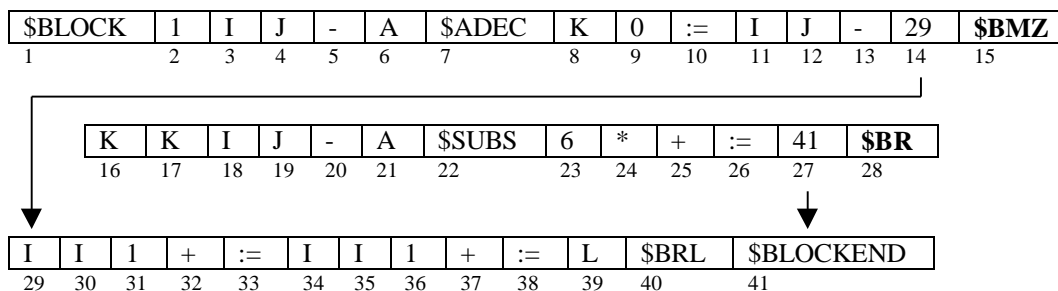 $BLOCK 1 I J - A $ADEC K 0 := I J - 29 $BMZ
1 2 3 4 5 6 7 8 9 10 11 12 13 14 15
K K I J - A $SUBS 6 * + := 41 $BR
16 17 18 19 20 21 22 23 24 25 26 27 28
I I 1 + := I I 1 + := L $BRL $BLOCKEND
29 30 31 32 33 34 35 36 37 38 39 40 41